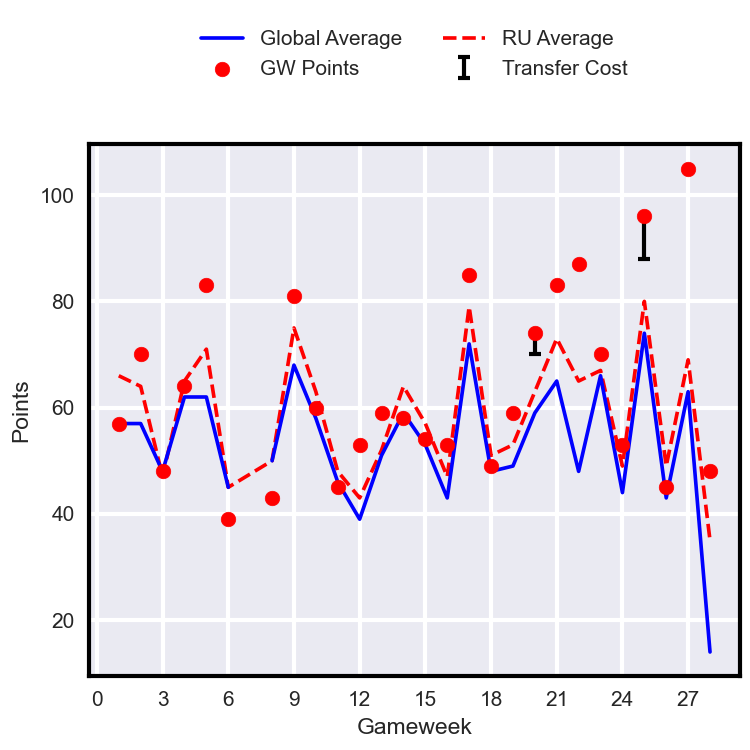 Global Average
RU Average
GW Points
Transfer Cost
100
80
60
40
20
Points
0 3 6 9 12 15 18 21 24 27
Gameweek